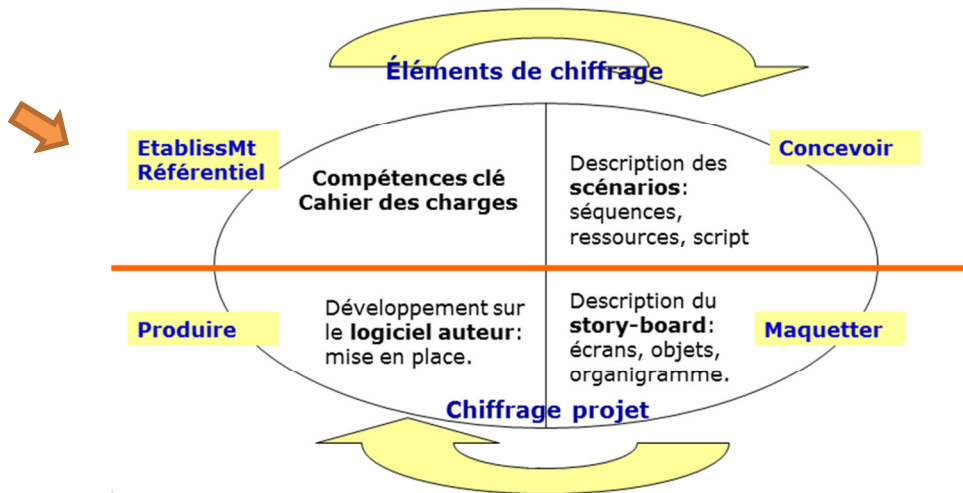 Éléments de chiffrage
EtablissMt
Référentiel
Compétences clé
Cahier des charges
Description des
scénarios:
séquences,
ressources, script
Concevoir
Produire
Développement sur
le logiciel auteur:
mise en place.
Description du
story-board:
écrans, objets,
organigramme.
Maquetter
Chiffrage projet